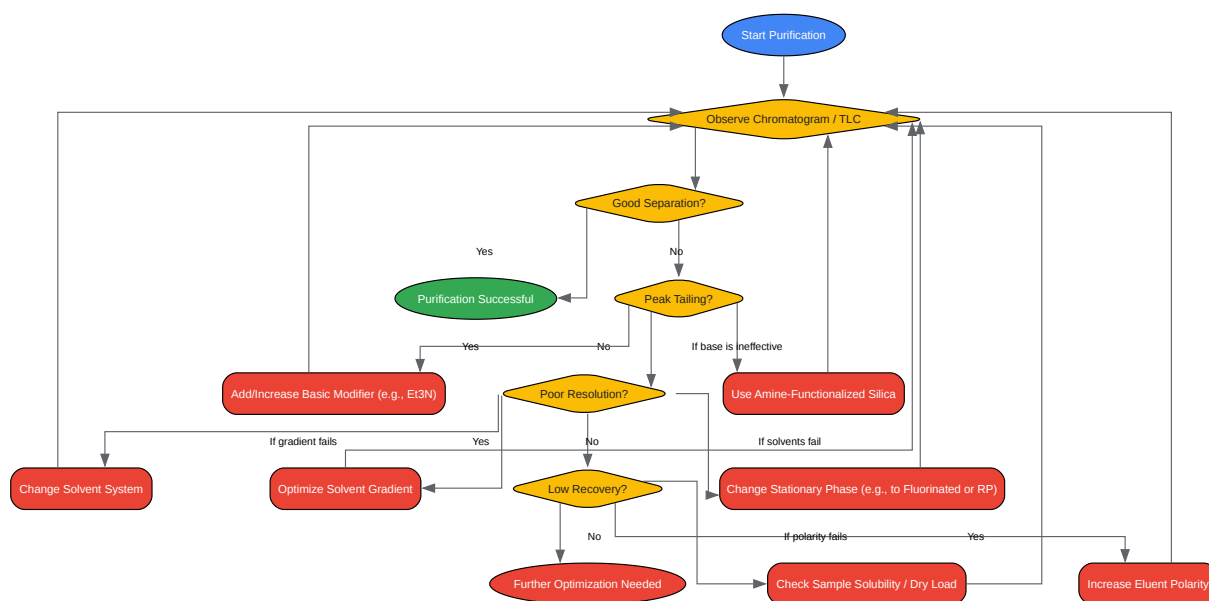 Start Purification
Observe Chromatogram / TLC
Good Separation?
Yes
No
Purification Successful
Peak Tailing?
Yes
No
If base is ineffective
Add/Increase Basic Modifier (e.g., Et3N)
Poor Resolution?
Use Amine-Functionalized Silica
If gradient fails
Yes
No
If solvents fail
Change Solvent System
Optimize Solvent Gradient
Low Recovery?
Change Stationary Phase (e.g., to Fluorinated or RP)
No
If polarity fails
Yes
Further Optimization Needed
Check Sample Solubility / Dry Load
Increase Eluent Polarity